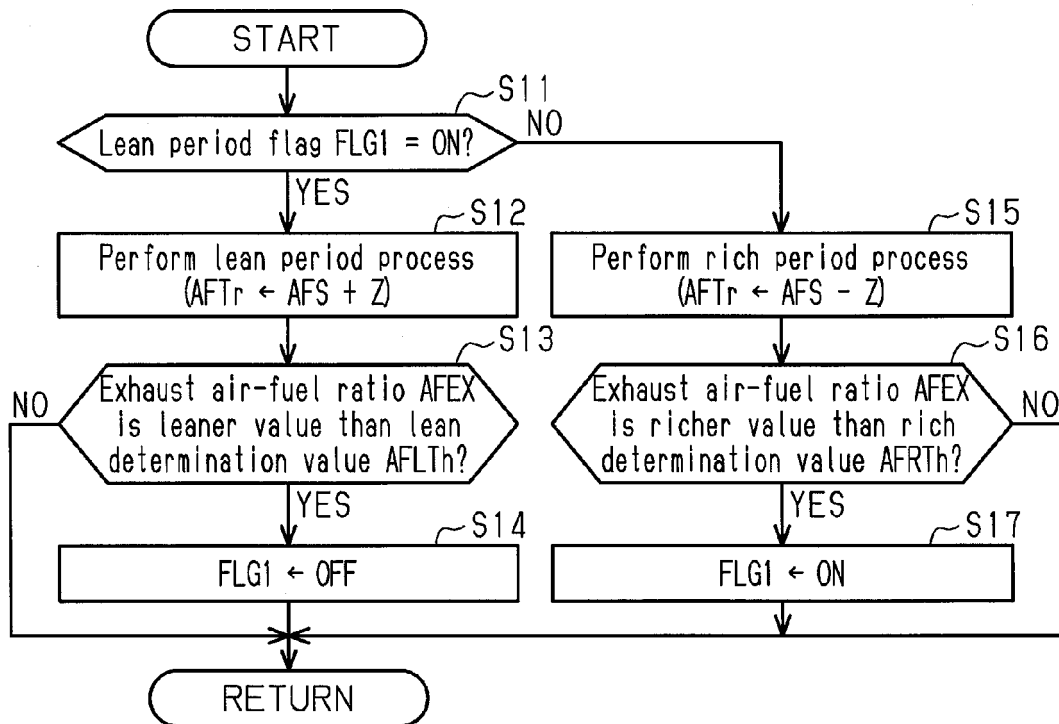 START
S11
Lean period flag FLG1 = ON?
NO
YES
S12
Perform lean period process
(AFTr ← AFS + Z)
S13
Exhaust air-fuel ratio AFEX
is leaner value than lean
determination value AFLTh?
NO
YES
S14
FLG1 ← OFF
S15
Perform rich period process
(AFTr ← AFS - Z)
S16
Exhaust air-fuel ratio AFEX
is richer value than rich
determination value AFRTh?
NO
YES
S17
FLG1 ← ON
RETURN